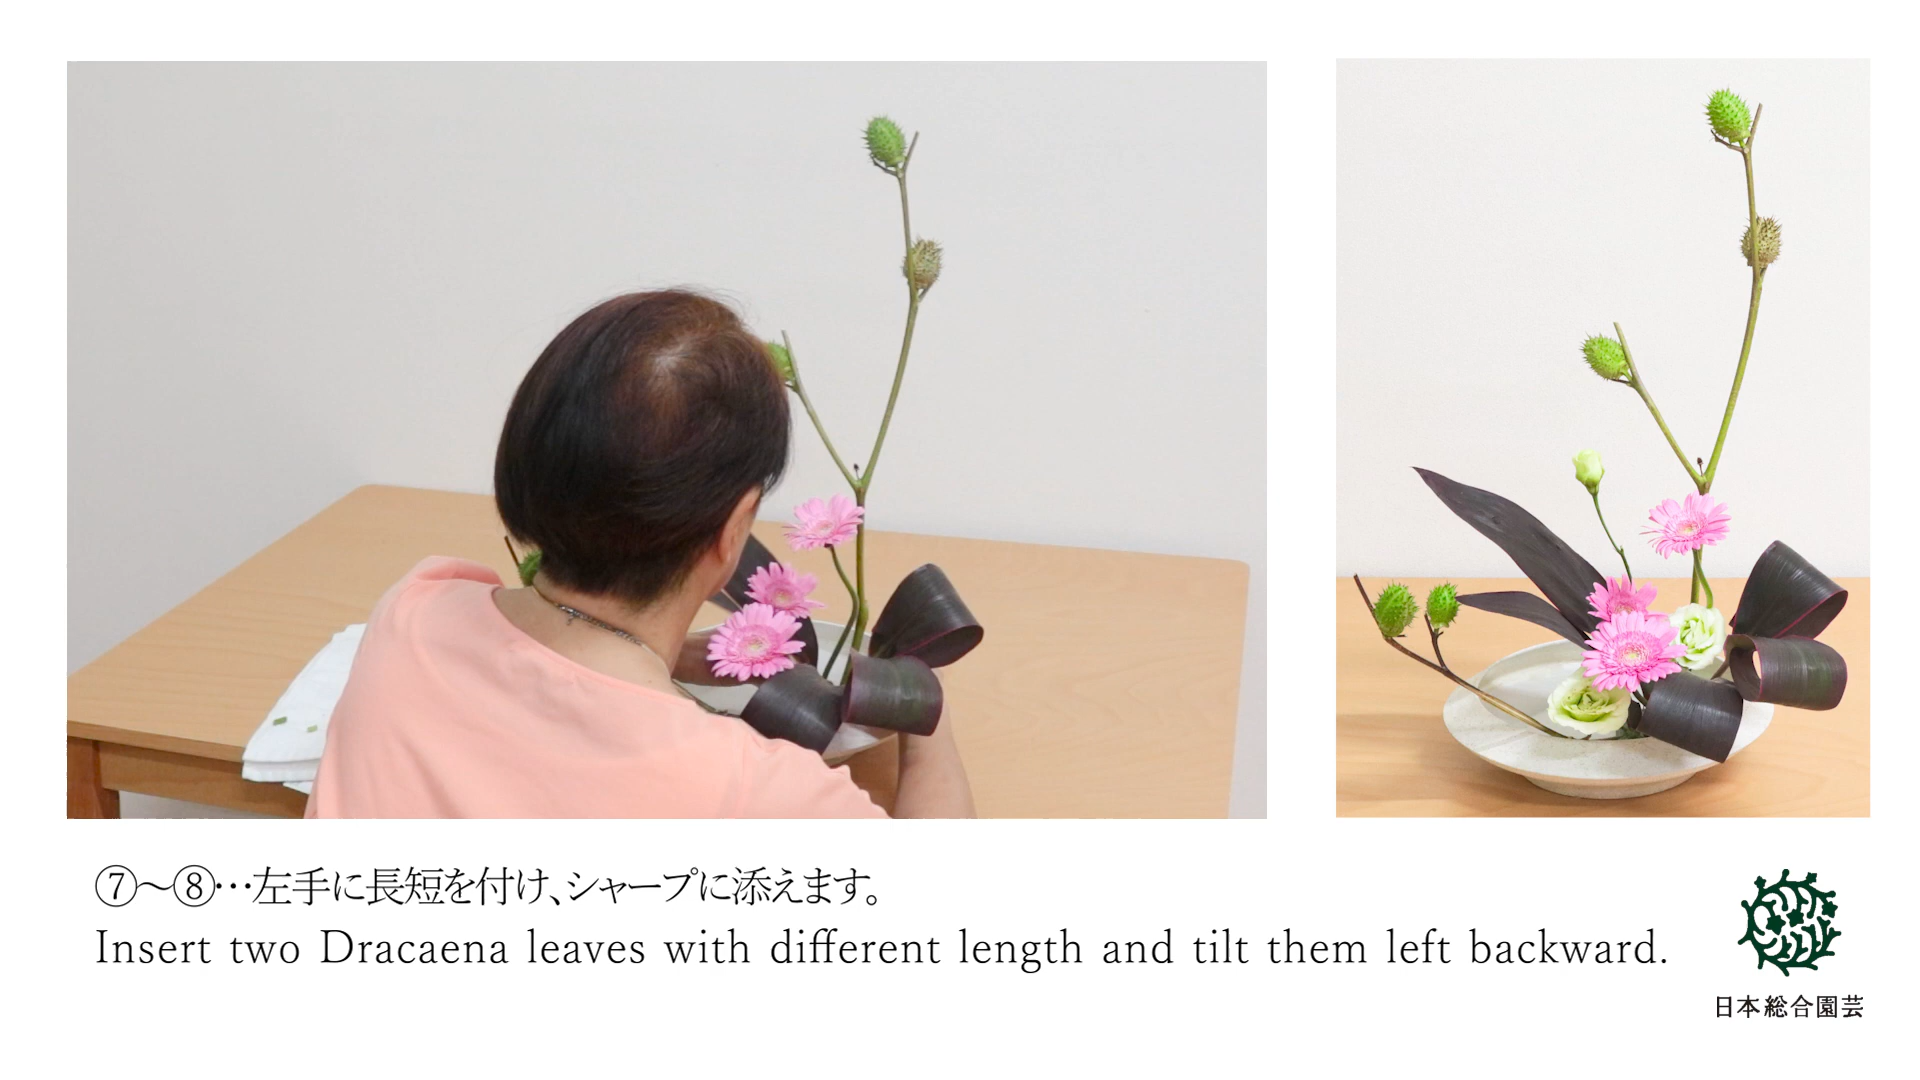 ⑦〜⑧…左手に長短を付け、シャープに添えます。
Insert two Dracaena leaves with different length and tilt them left backward.
日本総合園芸